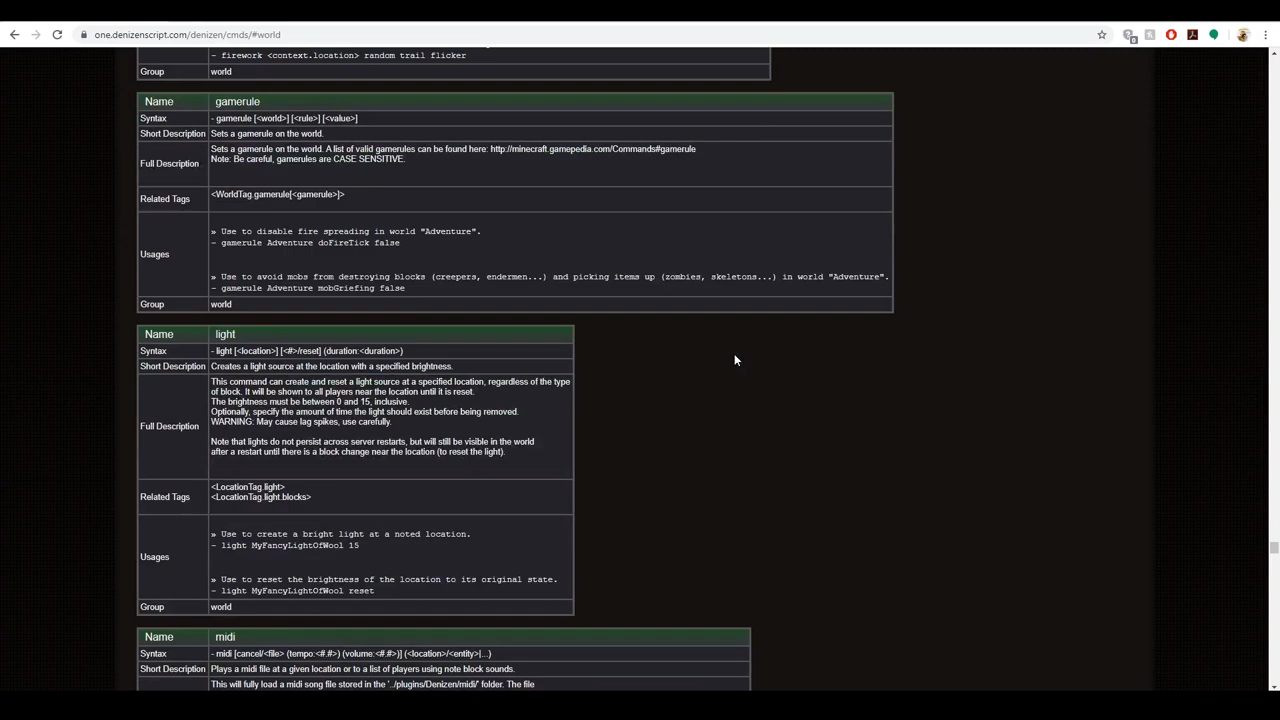 one.denizenscript.com/denizen/cmds/#world
- firework <context.location> random trail flicker
Group world
Name gamerule
Syntax - gamerule [<world>] [<rule>] [<value>]
Short Description Sets a gamerule on the world.
Full Description Sets a gamerule on the world. A list of valid gamerules can be found here: http://minecraft.gamepedia.com/Commands#gamerule
Note: Be careful, gamerules are CASE SENSITIVE.
Related Tags <WorldTag.gamerule[<gamerule>]>
Usages
» Use to disable fire spreading in world "Adventure".
- gamerule Adventure doFireTick false
» Use to avoid mobs from destroying blocks (creepers, endermen...) and picking items up (zombies, skeletons...) in world "Adventure".
- gamerule Adventure mobGriefing false
Group world
Name light
Syntax - light [<location>] [<#>/reset] (duration:<duration>)
Short Description Creates a light source at the location with a specified brightness.
Full Description This command can create and reset a light source at a specified location, regardless of the type
of block. It will be shown to all players near the location until it is reset.
The brightness must be between 0 and 15, inclusive.
Optionally, specify the amount of time the light should exist before being removed.
WARNING: May cause lag spikes, use carefully.
Note that lights do not persist across server restarts, but will still be visible in the world
after a restart until there is a block change near the location (to reset the light).
Related Tags <LocationTag.light>
<LocationTag.light.blocks>
Usages
» Use to create a bright light at a noted location.
- light MyFancyLightOfWool 15
» Use to reset the brightness of the location to its original state.
- light MyFancyLightOfWool reset
Group world
Name midi
Syntax - midi [cancel/<file> (tempo:<#.#>) (volume:<#.#>)] (<location>/<entity>|...)
Short Description Plays a midi file at a given location or to a list of players using note block sounds.
This will fully load a midi song file stored in the '../plugins/Denizen/midi/' folder. The file